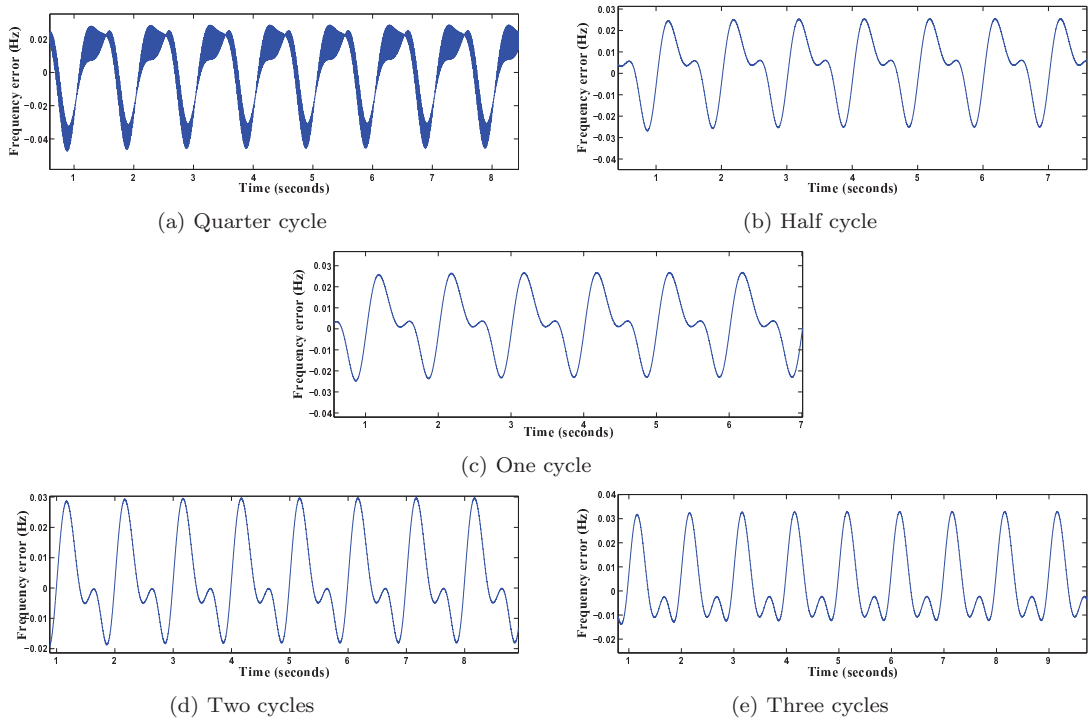 Frequency error (Hz)
0.02
0
−0.02
−0.04
1 2 3 4 5 6 7 8
Time (seconds)
(a) Quarter cycle
Frequency error (Hz)
0.03
0.02
0.01
0
−0.01
−0.02
−0.03
−0.04
1 2 3 4 5 6 7
Time (seconds)
(b) Half cycle
Frequency error (Hz)
0.03
0.02
0.01
0
−0.01
−0.02
−0.03
−0.04
1 2 3 4 5 6 7
Time (seconds)
(c) One cycle
Frequency error (Hz)
0.03
0.02
0.01
0
−0.01
−0.02
1 2 3 4 5 6 7 8
Time (seconds)
(d) Two cycles
Frequency error (Hz)
0.04
0.03
0.02
0.01
0
−0.01
−0.02
1 2 3 4 5 6 7 8 9
Time (seconds)
(e) Three cycles